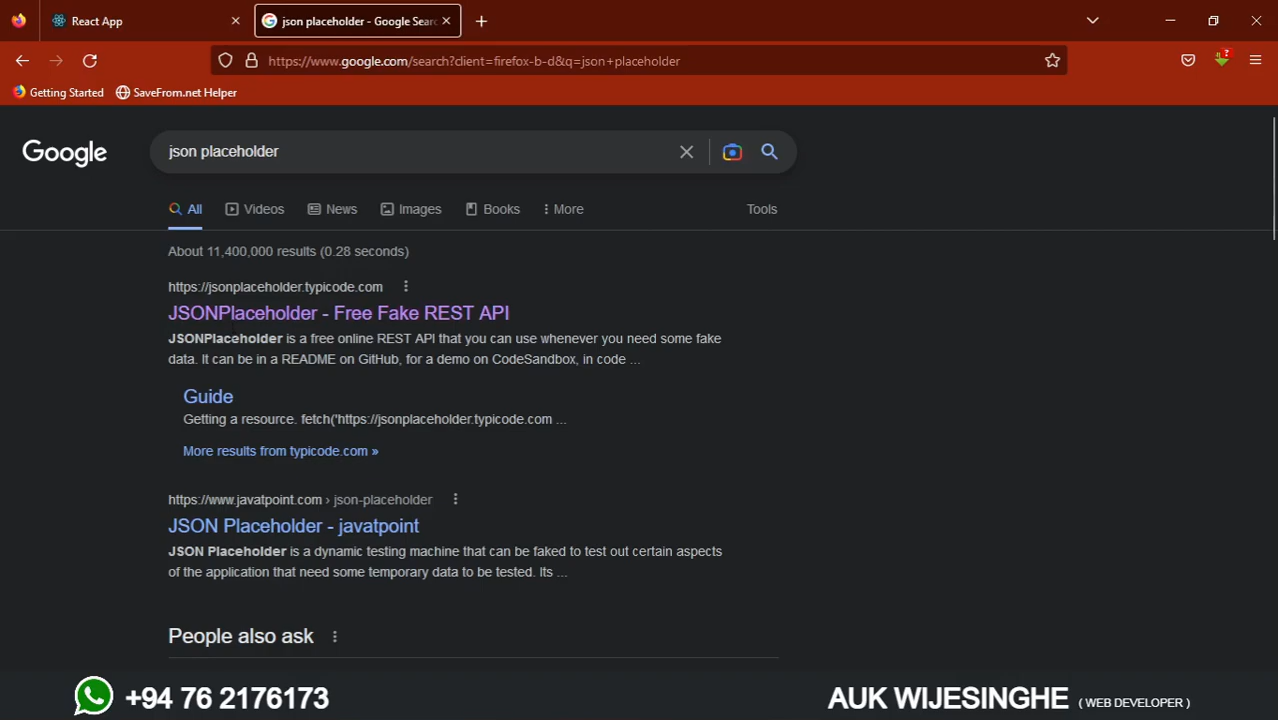 React App
json placeholder - Google Sear
https://www.google.com/search?client=firefox-b-d&q=json+placeholder
?
Getting Started
SaveFrom.net Helper
Google
json placeholder
All
Videos
News
Images
Books
More
Tools
About 11,400,000 results (0.28 seconds)
https://jsonplaceholder.typicode.com
JSONPlaceholder - Free Fake REST API
JSONPlaceholder is a free online REST API that you can use whenever you need some fake
data. It can be in a README on GitHub, for a demo on CodeSandbox, in code ...
Guide
Getting a resource. fetch('https://jsonplaceholder.typicode.com ...
More results from typicode.com »
https://www.javatpoint.com › json-placeholder
JSON Placeholder - javatpoint
JSON Placeholder is a dynamic testing machine that can be faked to test out certain aspects
of the application that need some temporary data to be tested. Its ...
People also ask
+94 76 2176173
AUK WIJESINGHE ( WEB DEVELOPER )